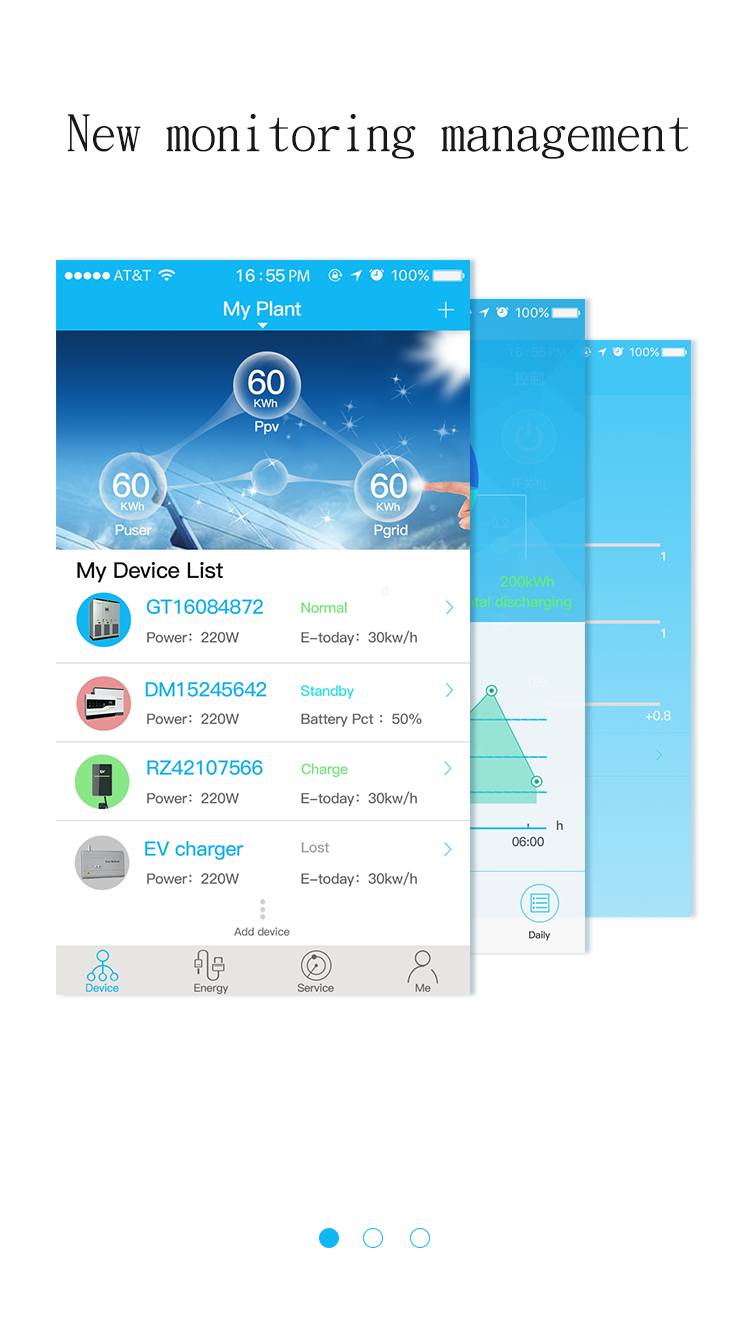 New monitoring management
AT&T 16:55 PM 100%
My Plant +
60
KWh
Ppv
60
KWh
Puser
60
KWh
Pgrid
My Device List
GT16084872 Normal
Power: 220W E-today: 30kw/h
DM15245642 Standby
Power: 220W Battery Pct : 50%
RZ42107566 Charge
Power: 220W E-today: 30kw/h
EV charger Lost
Power: 220W E-today: 30kw/h
Add device
Device Energy Service Me
100%
16:55 PM
控制
开关机
0.2
200kWh
discharging
0.9
h
06:00
Daily
100%
1
1
+0.8